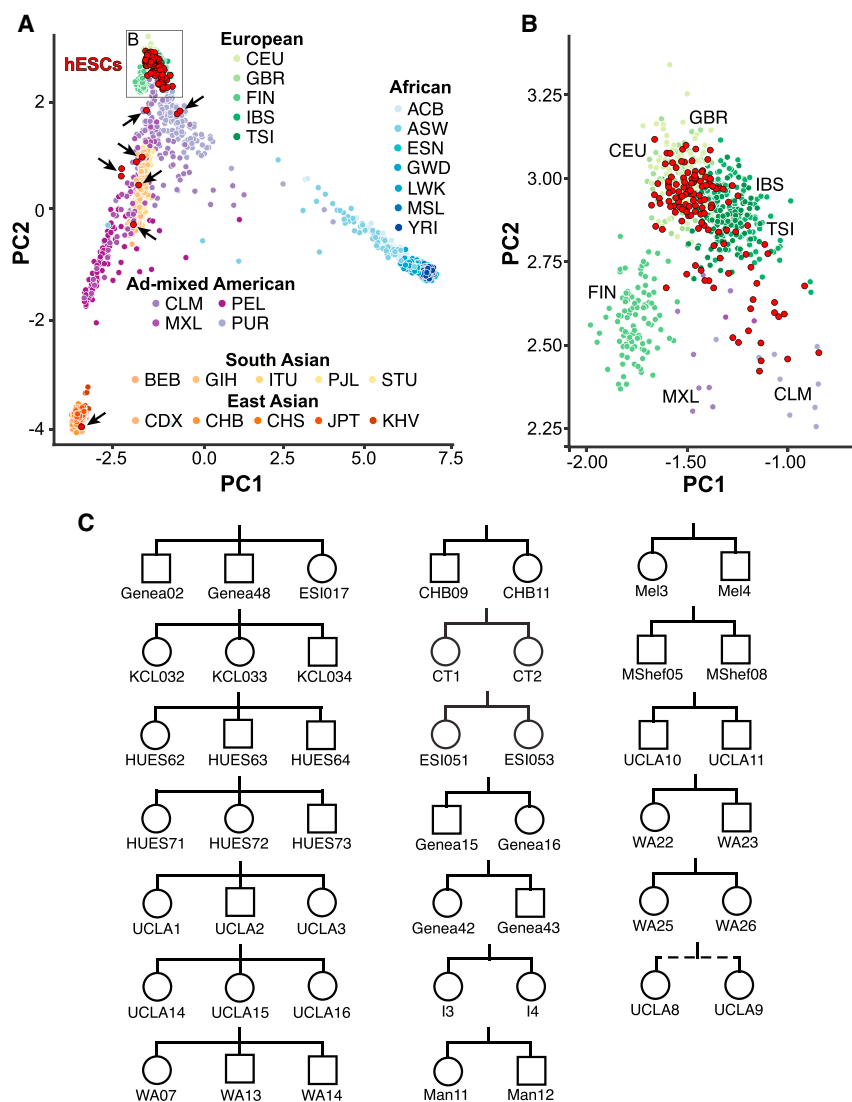 A
B
hESCs
European
CEU
GBR
FIN
IBS
TSI
African
ACB
ASW
ESN
GWD
LWK
MSL
YRI
PC2
2
0
-2
-4
Ad-mixed American
CLM PEL
MXL PUR
South Asian
BEB GIH ITU PJL STU
East Asian
CDX CHB CHS JPT KHV
-2.5 0.0 2.5 5.0 7.5
PC1
B
PC2
3.25
3.00
2.75
2.50
2.25
GBR
CEU
IBS
TSI
FIN
MXL
CLM
-2.00 -1.50 -1.00
PC1
C
Genea02 Genea48 ESI017
KCL032 KCL033 KCL034
HUES62 HUES63 HUES64
HUES71 HUES72 HUES73
UCLA1 UCLA2 UCLA3
UCLA14 UCLA15 UCLA16
WA07 WA13 WA14
CHB09 CHB11
CT1 CT2
ESI051 ESI053
Genea15 Genea16
Genea42 Genea43
I3 I4
Man11 Man12
Mel3 Mel4
MShef05 MShef08
UCLA10 UCLA11
WA22 WA23
WA25 WA26
UCLA8 UCLA9